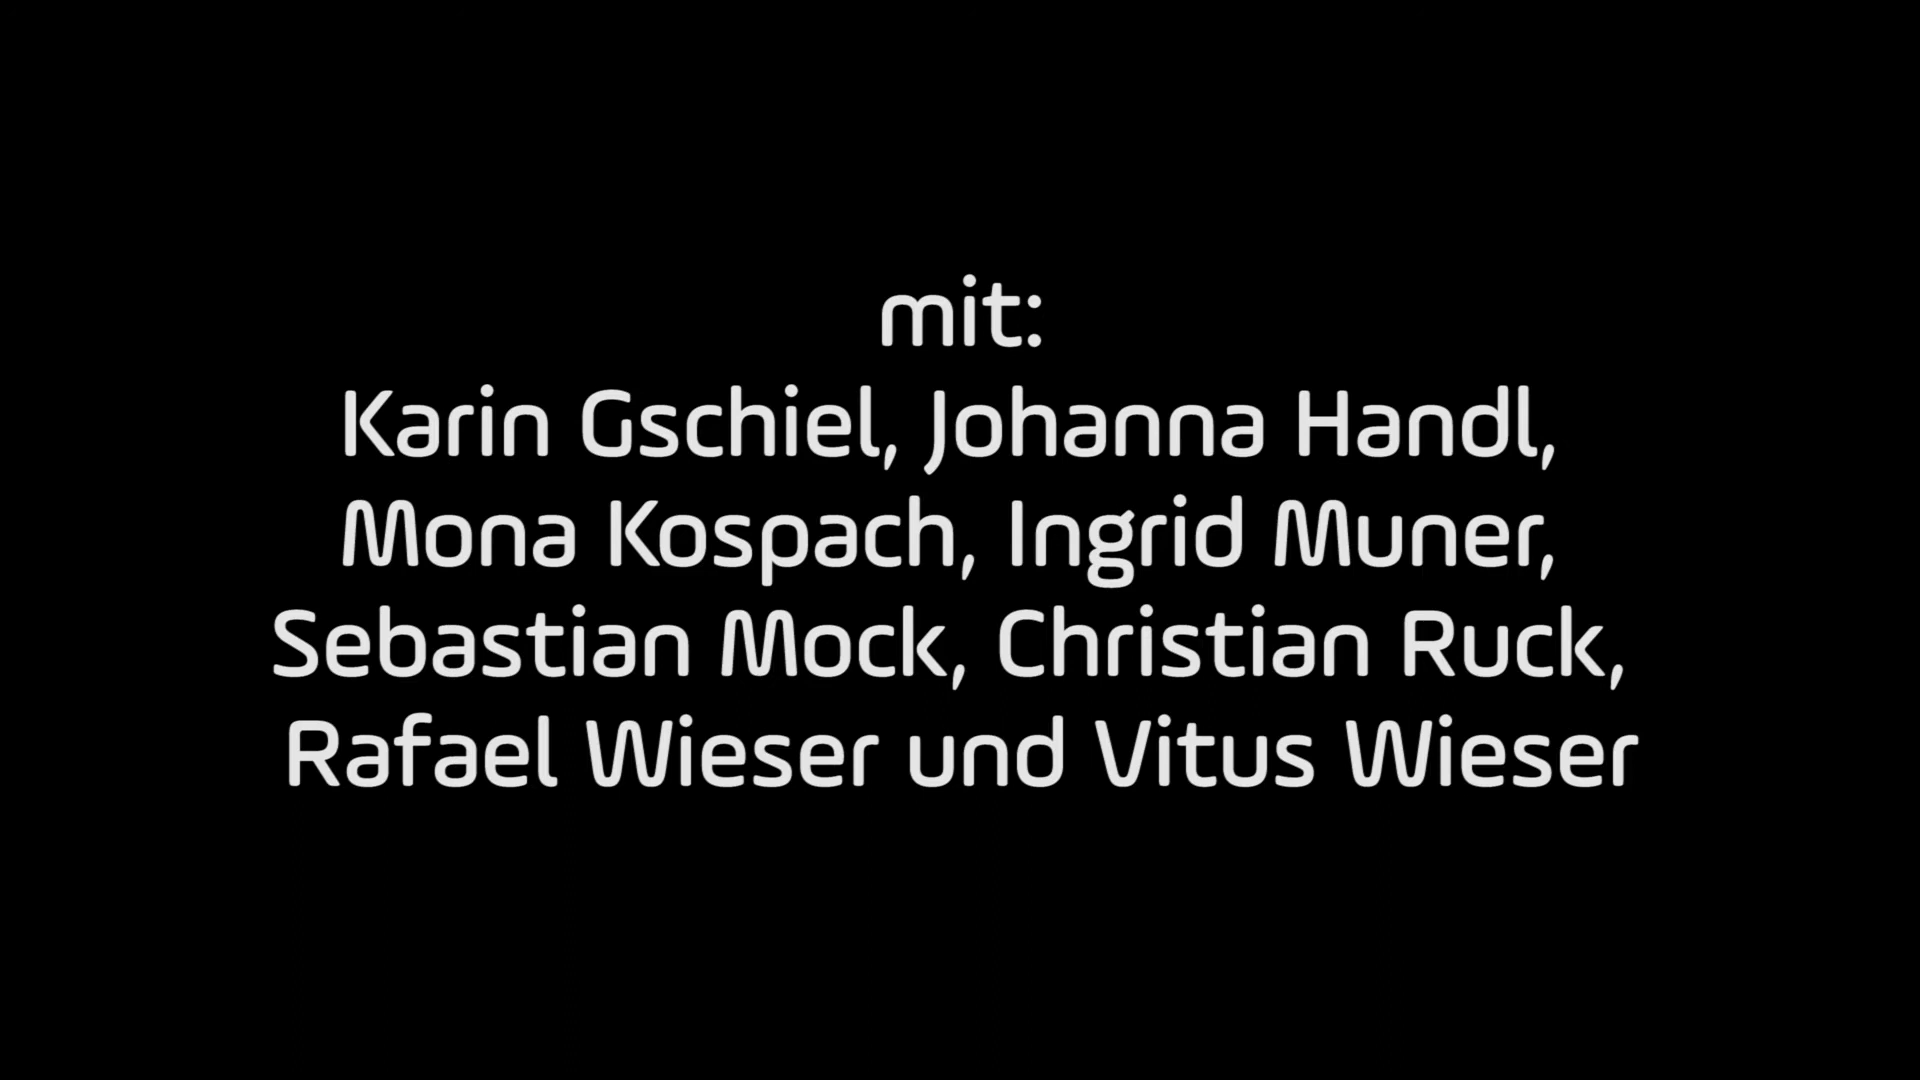 mit:
Karin Gschiel, Johanna Handl,
Mona Kospach, Ingrid Muner,
Sebastian Mock, Christian Ruck,
Rafael Wieser und Vitus Wieser